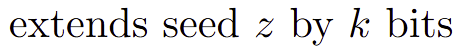 extends seed z by k bits